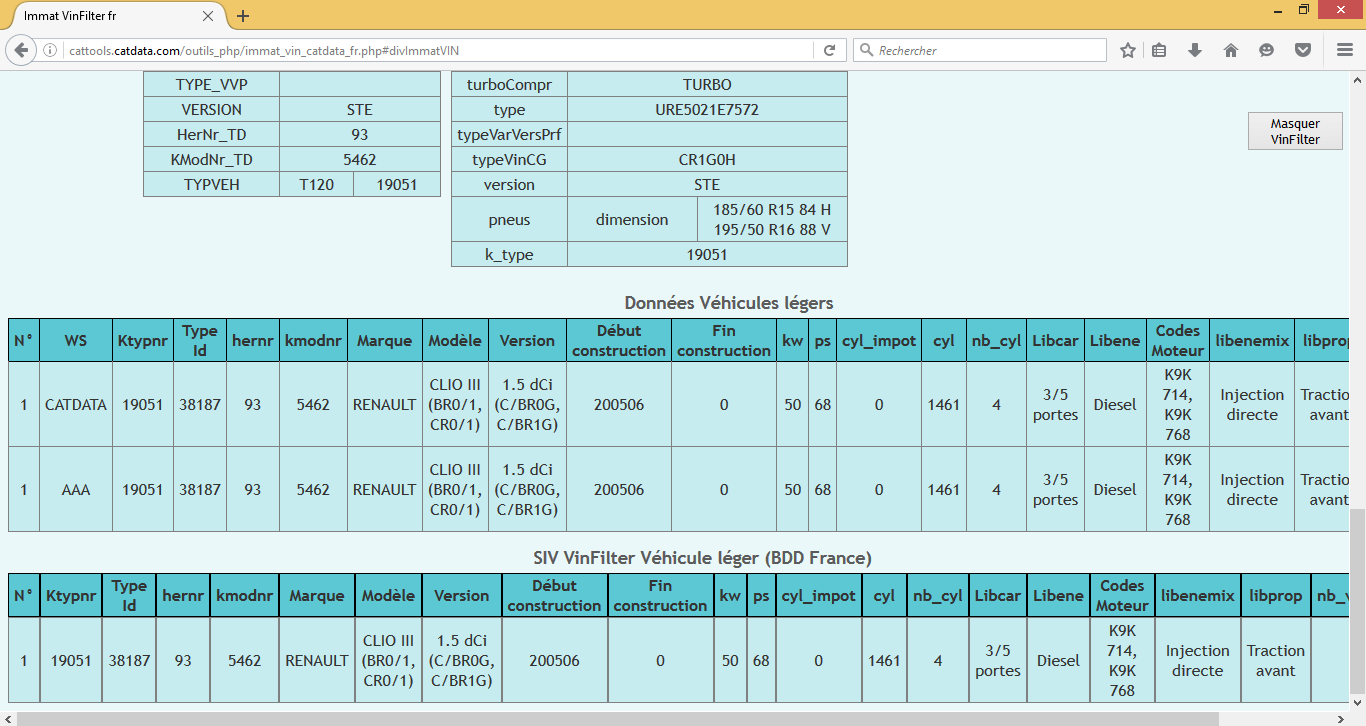 Immat VinFilter fr
cattools.catdata.com/outils_php/immat_vin_catdata_fr.php#divImmatVIN
Rechercher
TYPE_VVP
VERSION STE
HerNr_TD 93
KModNr_TD 5462
TYPVEH T120 19051
turboCompr TURBO
type URE5021E7572
typeVarVersPrf
typeVinCG CR1G0H
version STE
pneus dimension 185/60 R15 84 H
195/50 R16 88 V
k_type 19051
Masquer
VinFilter
Données Véhicules légers
N° WS Ktypnr Type Id hernr kmodnr Marque Modèle Version Début construction Fin construction kw ps cyl_impot cyl nb_cyl Libcar Libene Codes Moteur libenemix libprop
1 CATDATA 19051 38187 93 5462 RENAULT CLIO III (BR0/1, CR0/1) 1.5 dCi (C/BR0G, C/BR1G) 200506 0 50 68 0 1461 4 3/5 portes Diesel K9K 714, K9K 768 Injection directe Traction avant
1 AAA 19051 38187 93 5462 RENAULT CLIO III (BR0/1, CR0/1) 1.5 dCi (C/BR0G, C/BR1G) 200506 0 50 68 0 1461 4 3/5 portes Diesel K9K 714, K9K 768 Injection directe Traction avant
SIV VinFilter Véhicule léger (BDD France)
N° Ktypnr Type Id hernr kmodnr Marque Modèle Version Début construction Fin construction kw ps cyl_impot cyl nb_cyl Libcar Libene Codes Moteur libenemix libprop nb_v
1 19051 38187 93 5462 RENAULT CLIO III (BR0/1, CR0/1) 1.5 dCi (C/BR0G, C/BR1G) 200506 0 50 68 0 1461 4 3/5 portes Diesel K9K 714, K9K 768 Injection directe Traction avant